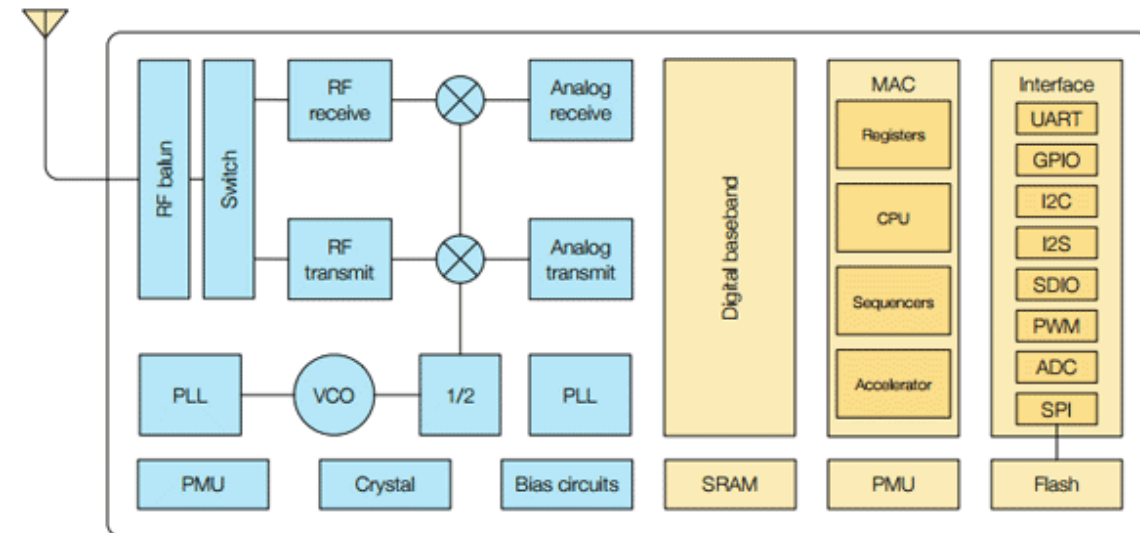 RF balun
Switch
RF
receive
Analog
receive
RF
transmit
Analog
transmit
PLL
VCO
1/2
PLL
PMU
Crystal
Bias circuits
Digital baseband
SRAM
MAC
Registers
CPU
Sequencers
Accelerator
PMU
Interface
UART
GPIO
I2C
I2S
SDIO
PWM
ADC
SPI
Flash